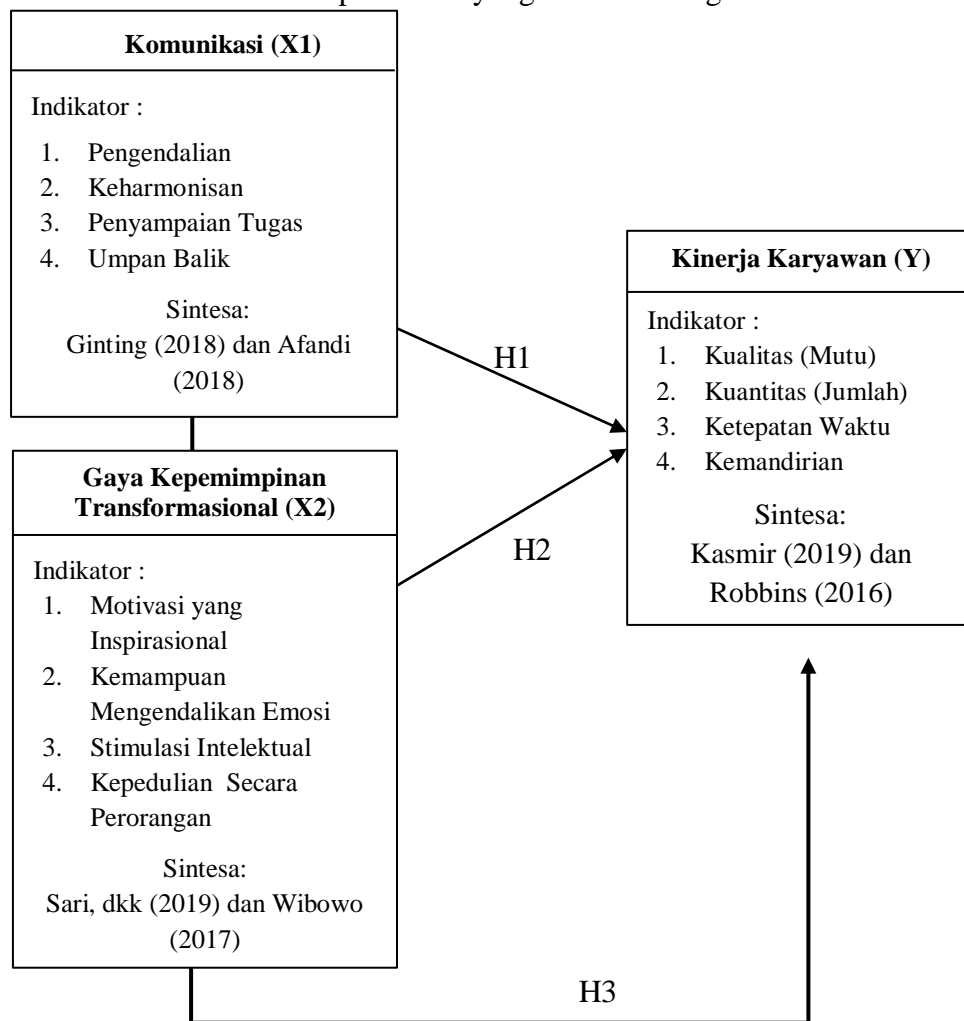 Komunikasi (X1)
Indikator :
1. Pengendalian
2. Keharmonisan
3. Penyampaian Tugas
4. Umpan Balik
Sintesa:
Ginting (2018) dan Afandi
(2018)
H1
Gaya Kepemimpinan
Transformasional (X2)
Indikator :
1. Motivasi yang
Inspirasional
2. Kemampuan
Mengendalikan Emosi
3. Stimulasi Intelektual
4. Kepedulian Secara
Perorangan
Sintesa:
Sari, dkk (2019) dan Wibowo
(2017)
H2
Kinerja Karyawan (Y)
Indikator :
1. Kualitas (Mutu)
2. Kuantitas (Jumlah)
3. Ketepatan Waktu
4. Kemandirian
Sintesa:
Kasmir (2019) dan
Robbins (2016)
H3